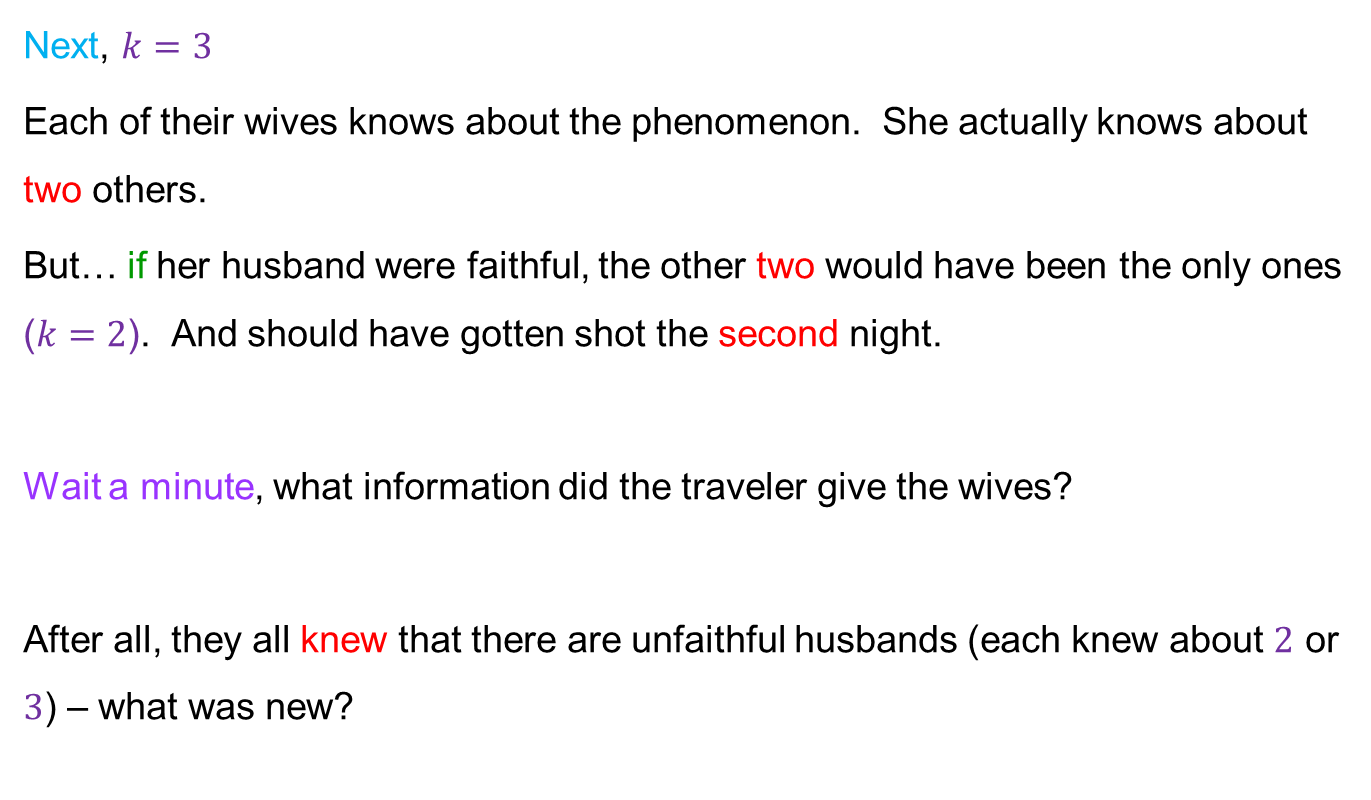 Next, k = 3
Each of their wives knows about the phenomenon. She actually knows about
two others.
But… if her husband were faithful, the other two would have been the only ones
(k = 2). And should have gotten shot the second night.
Wait a minute, what information did the traveler give the wives?
After all, they all knew that there are unfaithful husbands (each knew about 2 or
3) – what was new?